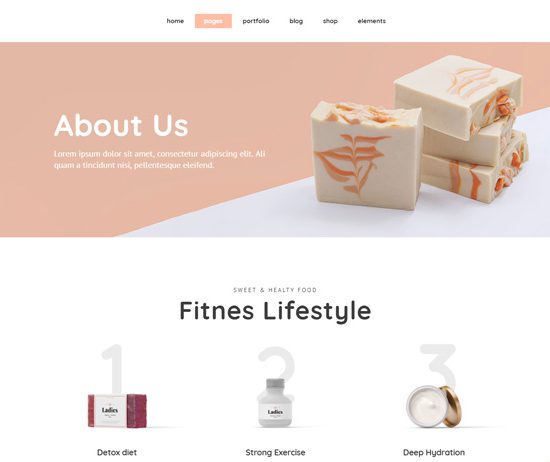 home pages portfolio blog shop elements
About Us
Lorem ipsum dolor sit amet, consectetur adipiscing elit. Ali
quam a tincidunt nisi, pellentesque eleifend.
SWEET & HEALTY FOOD
Fitnes Lifestyle
1 2 3
Ladies
Ladies
Detox diet Strong Exercise Deep Hydration